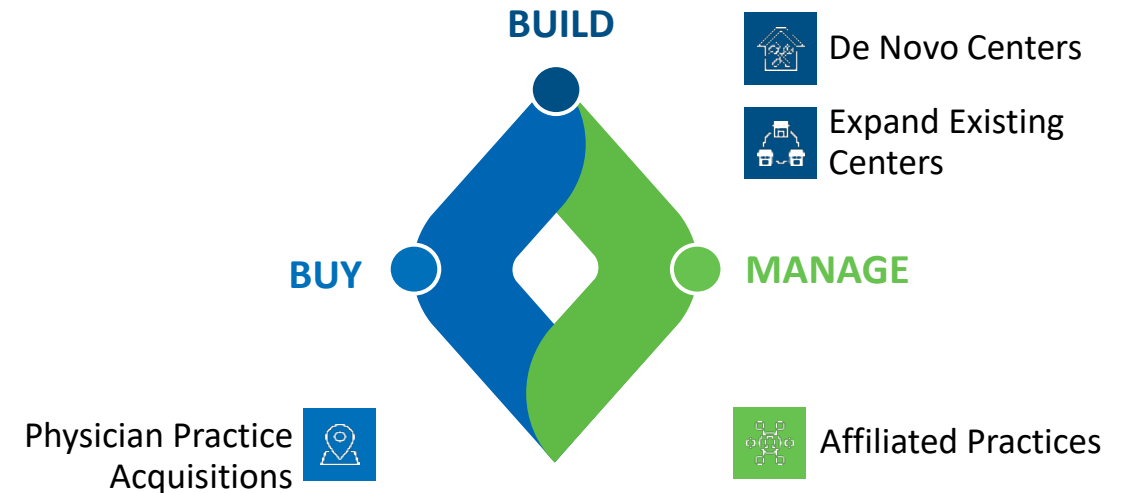 BUILD
De Novo Centers
Expand Existing
Centers
BUY
MANAGE
Physician Practice
Acquisitions
Affiliated Practices